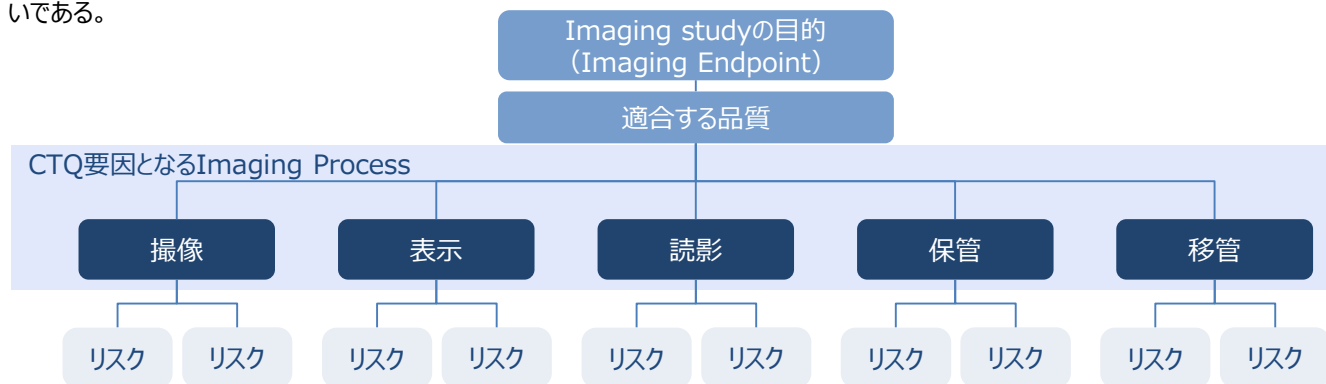 いである。
Imaging studyの目的
（Imaging Endpoint）
適合する品質
CTQ要因となるImaging Process
撮像
表示
読影
保管
移管
リスク
リスク
リスク
リスク
リスク
リスク
リスク
リスク
リスク
リスク